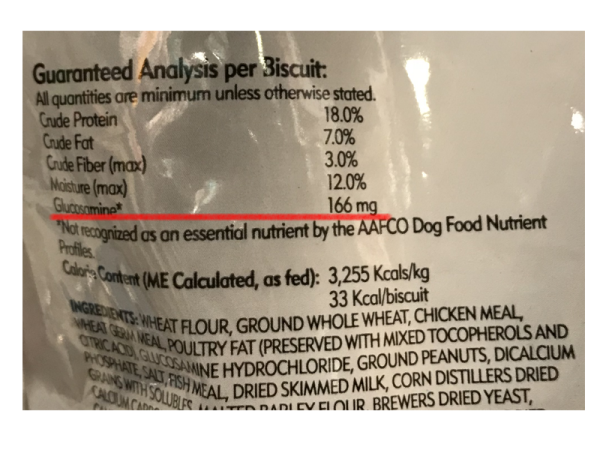 Guaranteed Analysis per Biscuit:
All quantities are minimum unless otherwise stated.
Crude Protein 18.0%
Crude Fat 7.0%
Crude Fiber (max) 3.0%
Moisture (max) 12.0%
Glucosamine* 166 mg
*Not recognized as an essential nutrient by the AAFCO Dog Food Nutrient
Profiles.
Calorie Content (ME Calculated, as fed): 3,255 Kcals/kg
33 Kcal/biscuit
INGREDIENTS: WHEAT FLOUR, GROUND WHOLE WHEAT, CHICKEN MEAL,
WHEAT GERM MEAL, POULTRY FAT (PRESERVED WITH MIXED TOCOPHEROLS AND
CITRIC ACID), GLUCOSAMINE HYDROCHLORIDE, GROUND PEANUTS, DICALCIUM
PHOSPHATE, SALT, FISH MEAL, DRIED SKIMMED MILK, CORN DISTILLERS DRIED
GRAINS WITH SOLUBLES, MALTED BARLEY FLOUR, BREWERS DRIED YEAST,
CALCIUM